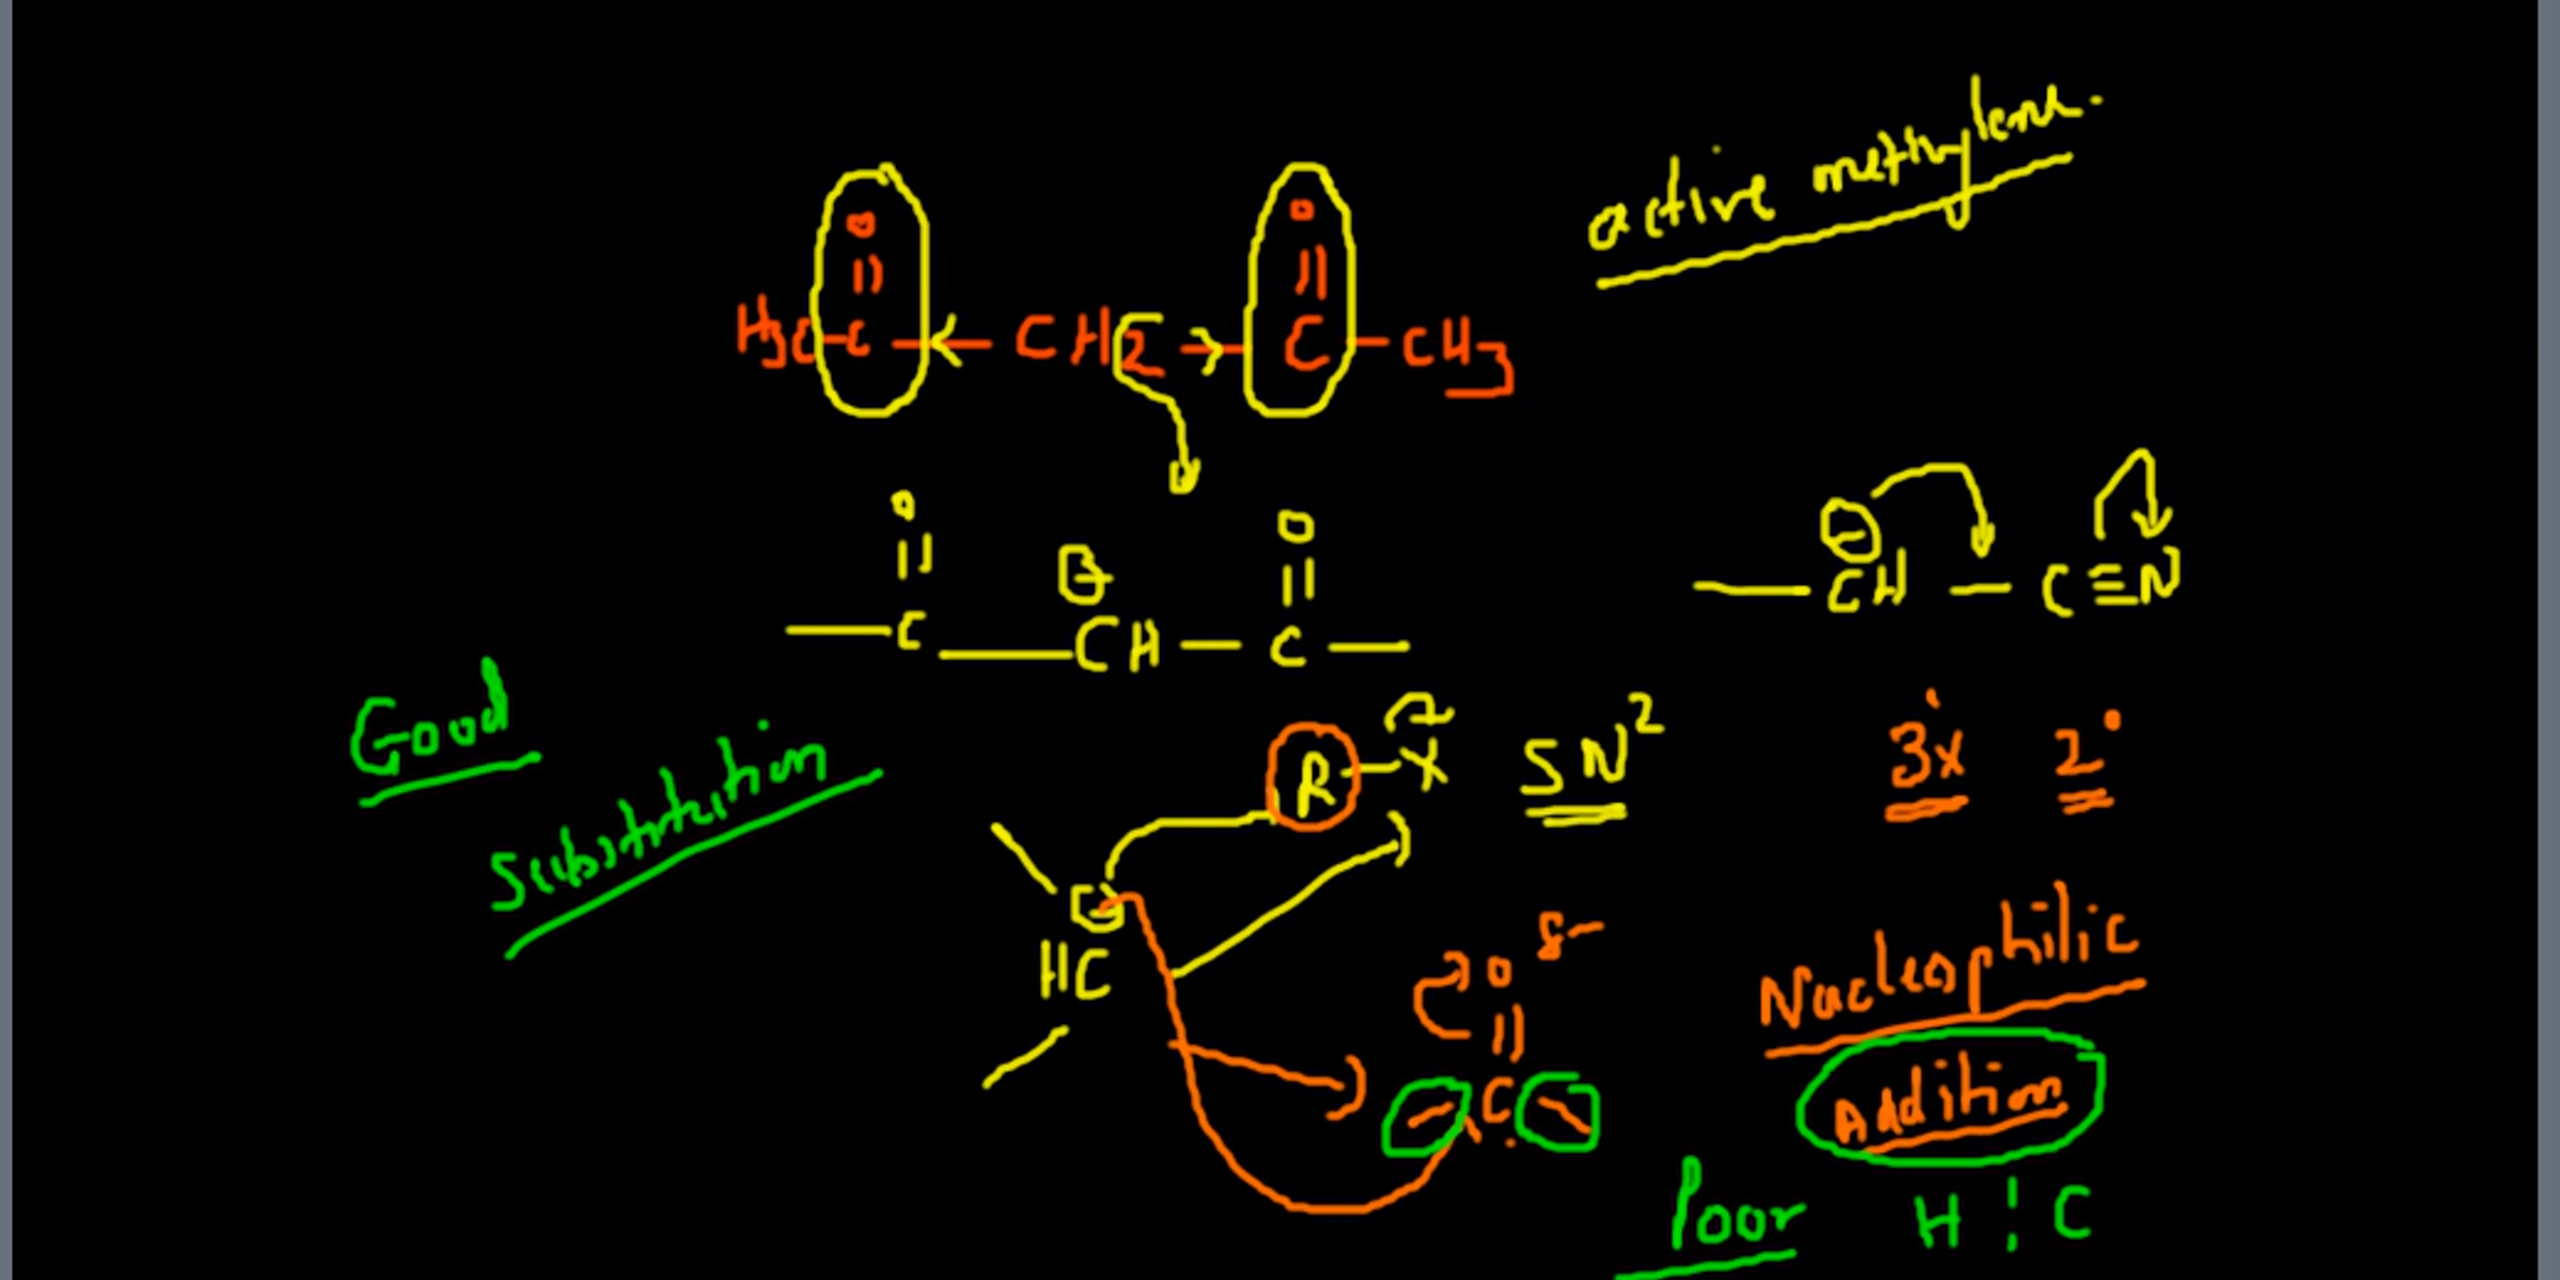 active methylene.
O O
|| ||
H3C-C - CH2 - C - CH3
O O
|| ⊖ ||
- C - CH - C -
⊖
- CH - C≡N
Good
Substitution
R-X SN2 3x 2°
⊖
HC
O δ-
||
C
Nucleophilic
Addition
Poor H C